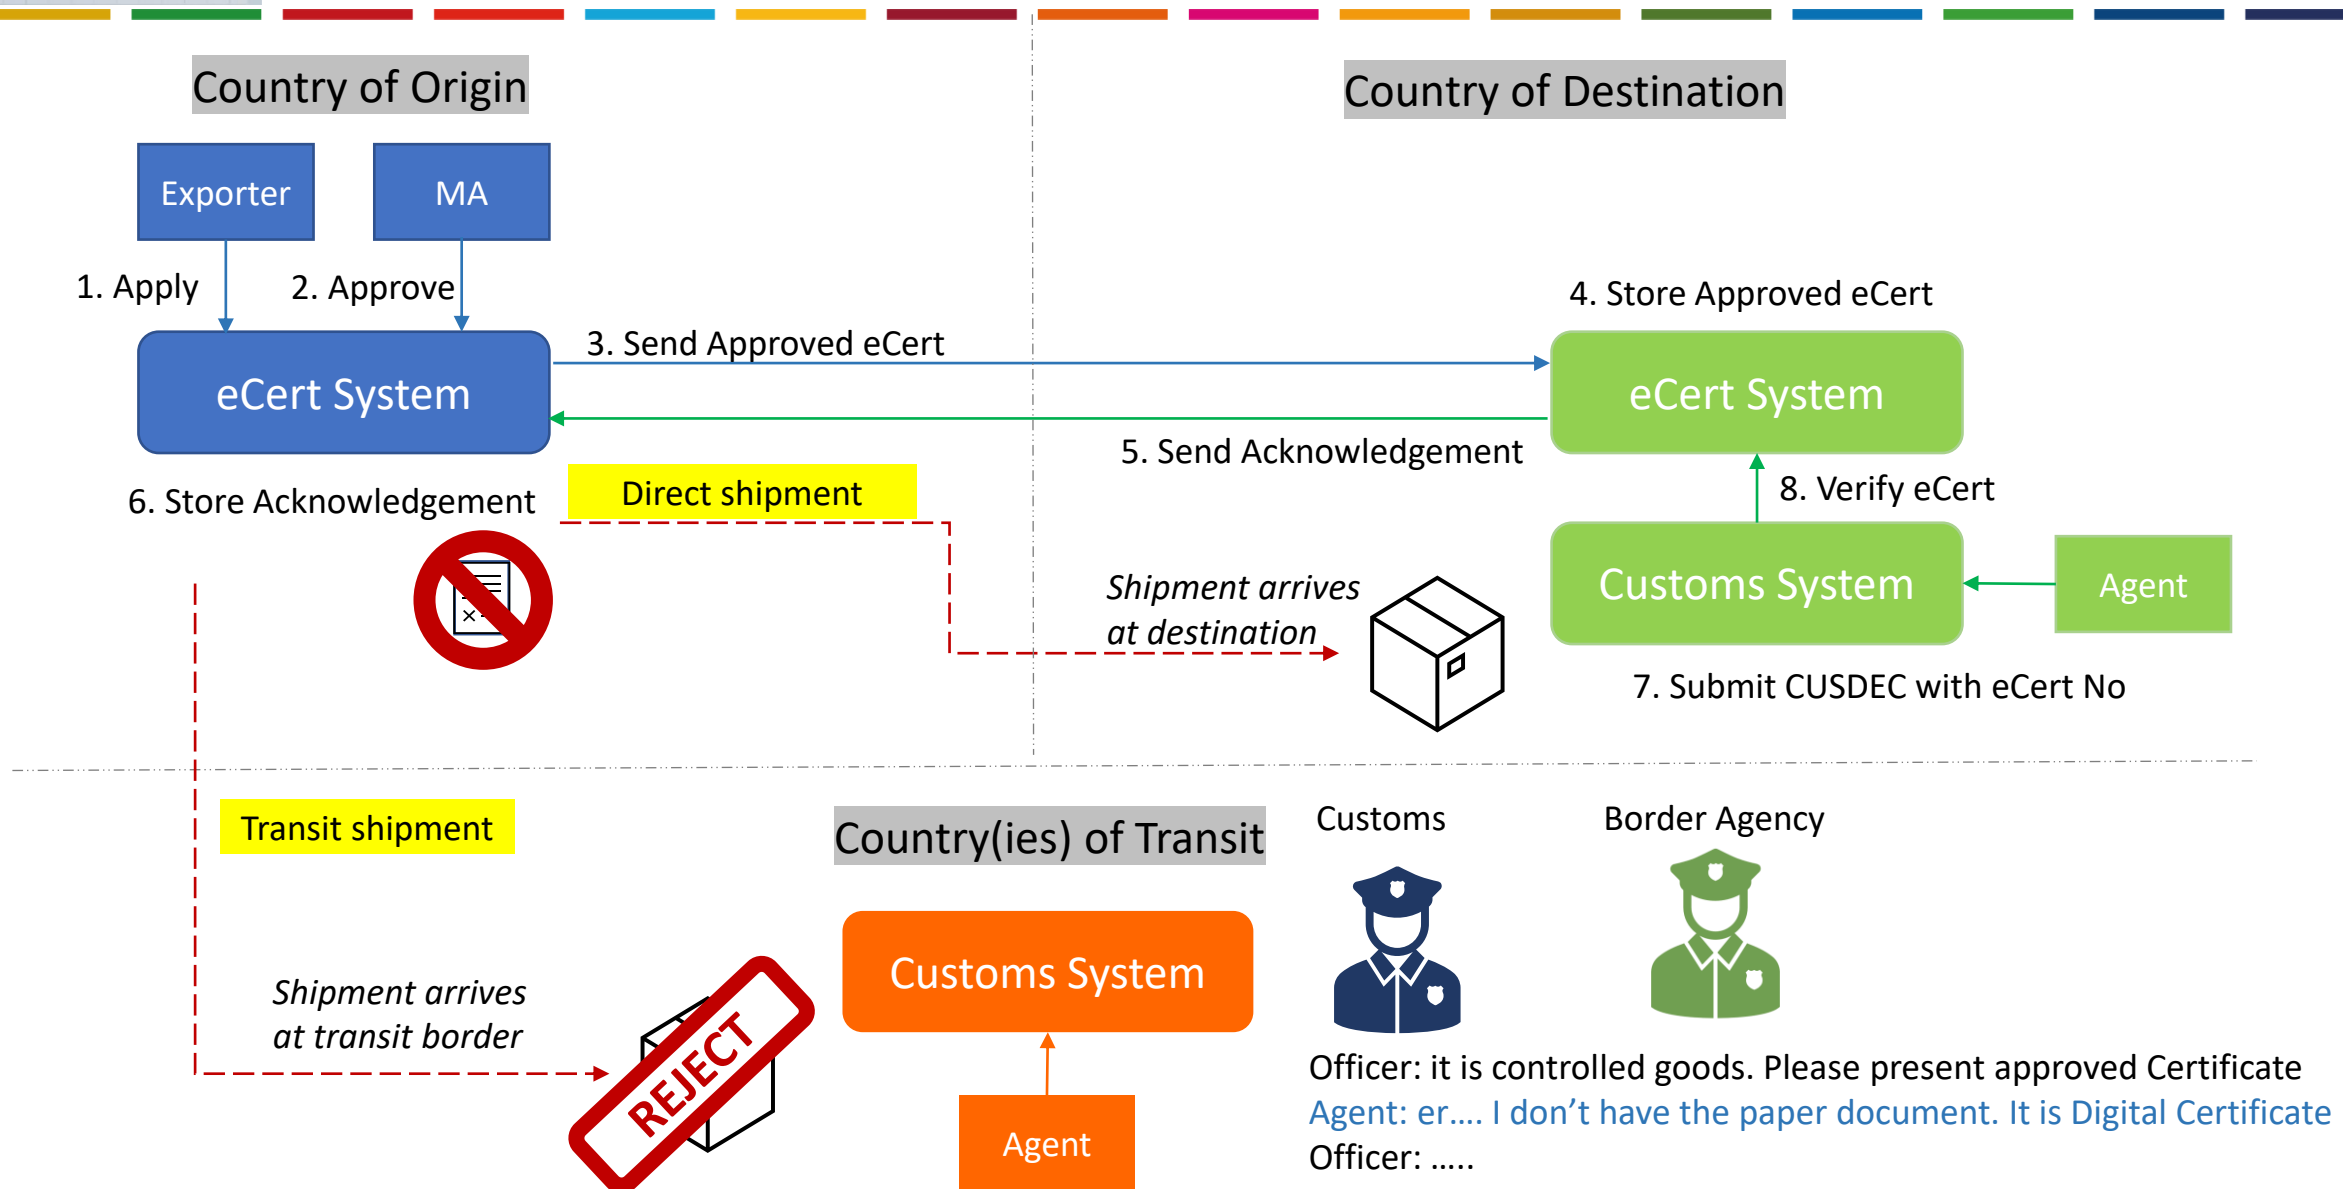 Country of Origin
Country of Destination
Exporter
MA
1. Apply
2. Approve
4. Store Approved eCert
3. Send Approved eCert
eCert System
eCert System
5. Send Acknowledgement
6. Store Acknowledgement
Direct shipment
8. Verify eCert
Shipment arrives
at destination
Customs System
Agent
7. Submit CUSDEC with eCert No
Transit shipment
Country(ies) of Transit
Customs
Border Agency
Customs System
Shipment arrives
at transit border
REJECT
Agent
Officer: it is controlled goods. Please present approved Certificate
Agent: er.... I don’t have the paper document. It is Digital Certificate
Officer: .....